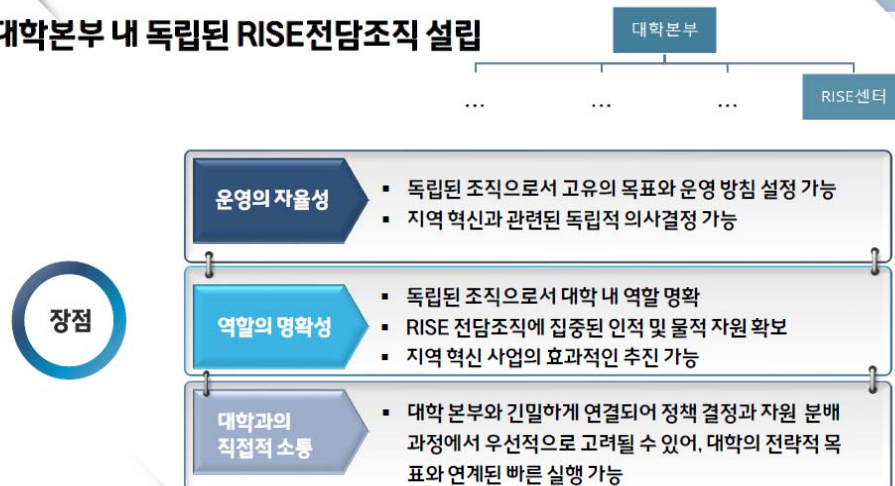 대학본부 내 독립된 RISE전담조직 설립
대학본부
...
...
...
RISE센터
장점
운영의 자율성
▪ 독립된 조직으로서 고유의 목표와 운영 방침 설정 가능
▪ 지역 혁신과 관련된 독립적 의사결정 가능
역할의 명확성
▪ 독립된 조직으로서 대학 내 역할 명확
▪ RISE 전담조직에 집중된 인적 및 물적 자원 확보
▪ 지역 혁신 사업의 효과적인 추진 가능
대학과의
직접적 소통
▪ 대학 본부와 긴밀하게 연결되어 정책 결정과 자원 분배
과정에서 우선적으로 고려될 수 있어, 대학의 전략적 목
표와 연계된 빠른 실행 가능